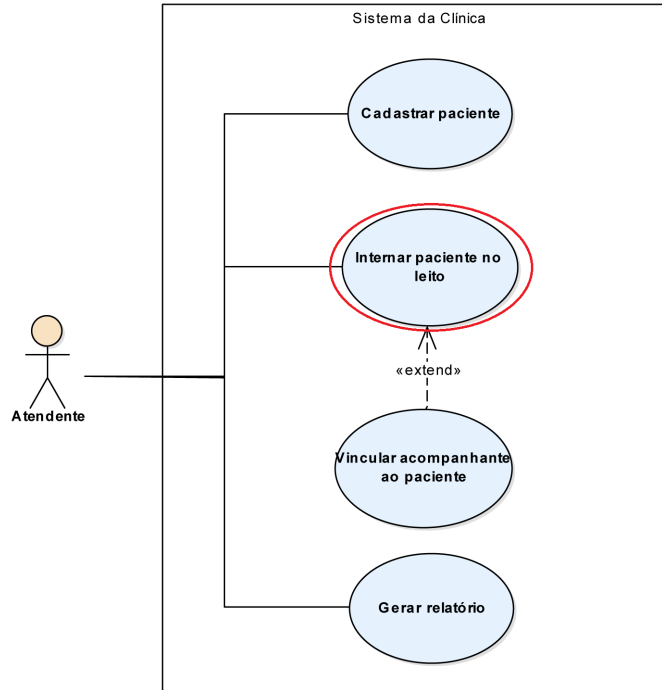 Sistema da Clínica
Cadastrar paciente
Internar paciente no
leito
«extend»
Atendente
Vincular acompanhante
ao paciente
Gerar relatório